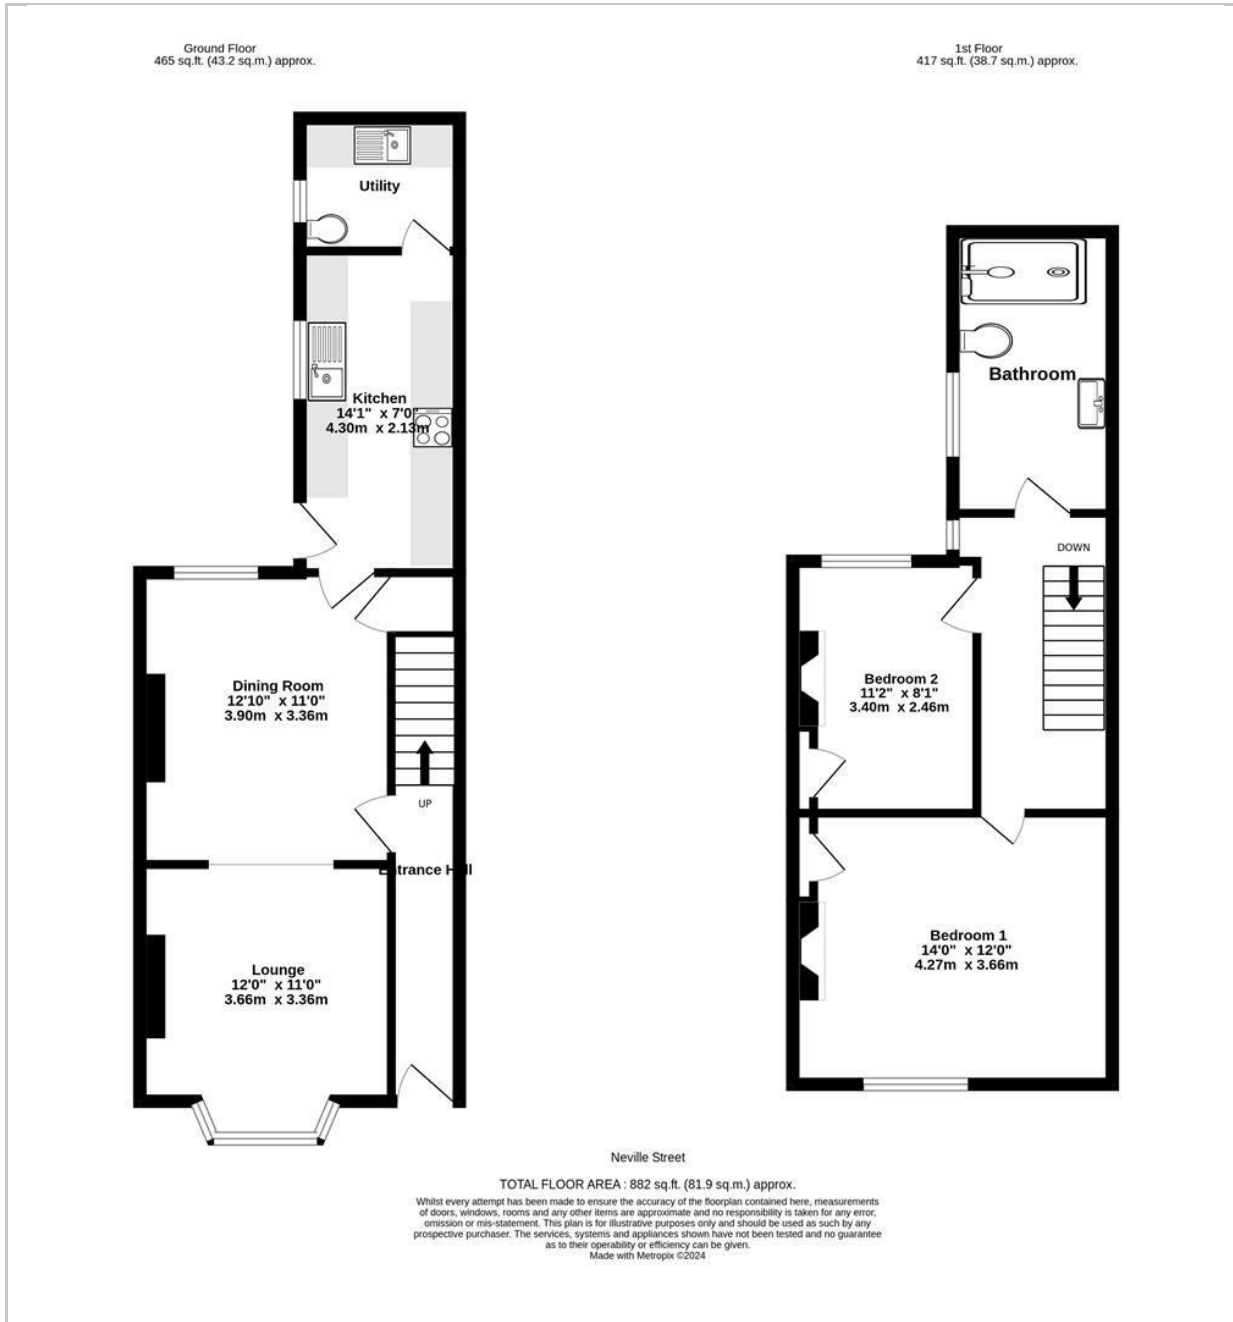 Ground Floor
465 sq.ft. (43.2 sq.m.) approx.
1st Floor
417 sq.ft. (38.7 sq.m.) approx.
Utility
Kitchen
14'1" x 7'0"
4.30m x 2.13m
Bathroom
DOWN
Dining Room
12'10" x 11'0"
3.90m x 3.36m
Bedroom 2
11'2" x 8'1"
3.40m x 2.46m
UP
Entrance Hall
Lounge
12'0" x 11'0"
3.66m x 3.36m
Bedroom 1
14'0" x 12'0"
4.27m x 3.66m
Neville Street
TOTAL FLOOR AREA : 882 sq.ft. (81.9 sq.m.) approx.
Whilst every attempt has been made to ensure the accuracy of the floorplan contained here, measurements
of doors, windows, rooms and any other items are approximate and no responsibility is taken for any error,
omission or mis-statement. This plan is for illustrative purposes only and should be used as such by any
prospective purchaser. The services, systems and appliances shown have not been tested and no guarantee
as to their operability or efficiency can be given.
Made with Metropix ©2024